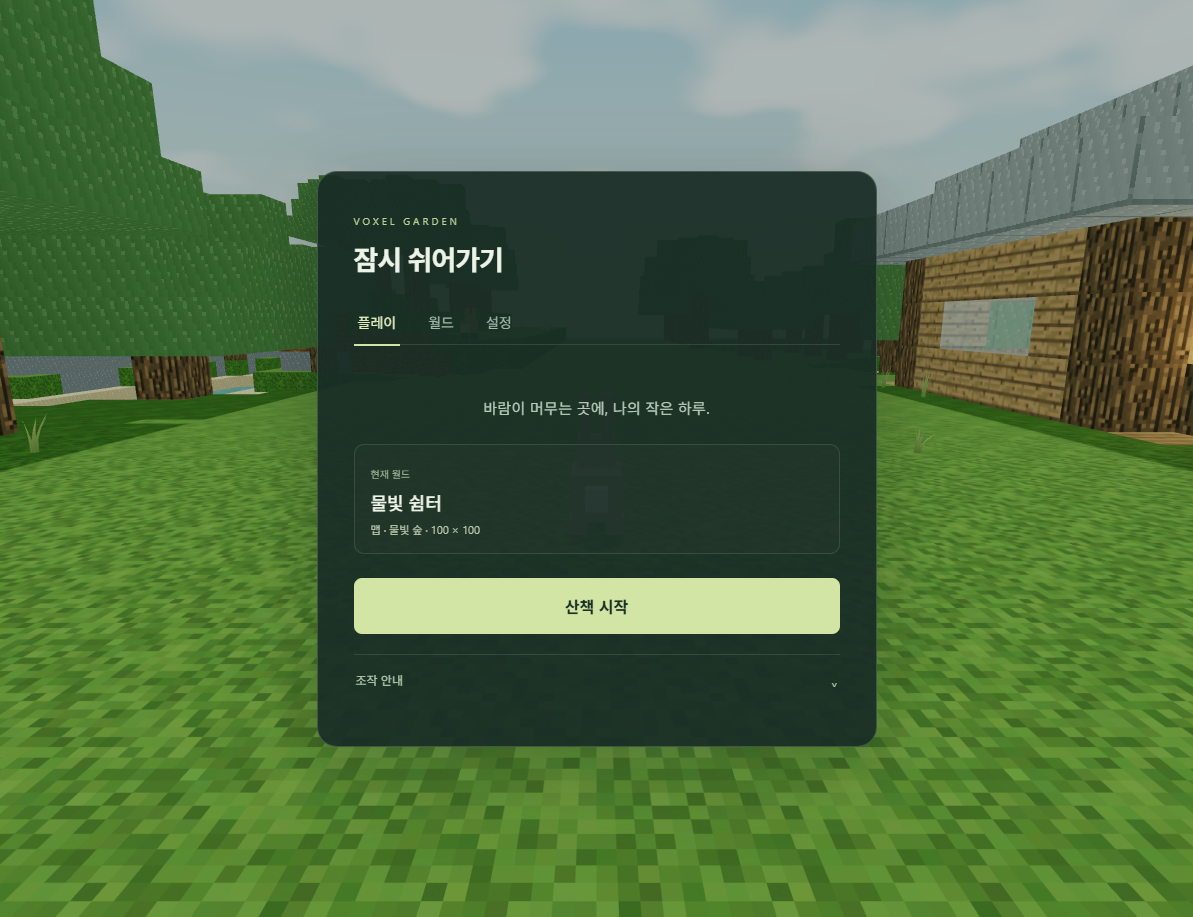 VOXEL GARDEN
잠시 쉬어가기
플레이 월드 설정
바람이 머무는 곳에, 나의 작은 하루.
현재 월드
물빛 쉼터
맵 · 물빛 숲 · 100 × 100
산책 시작
조작 안내